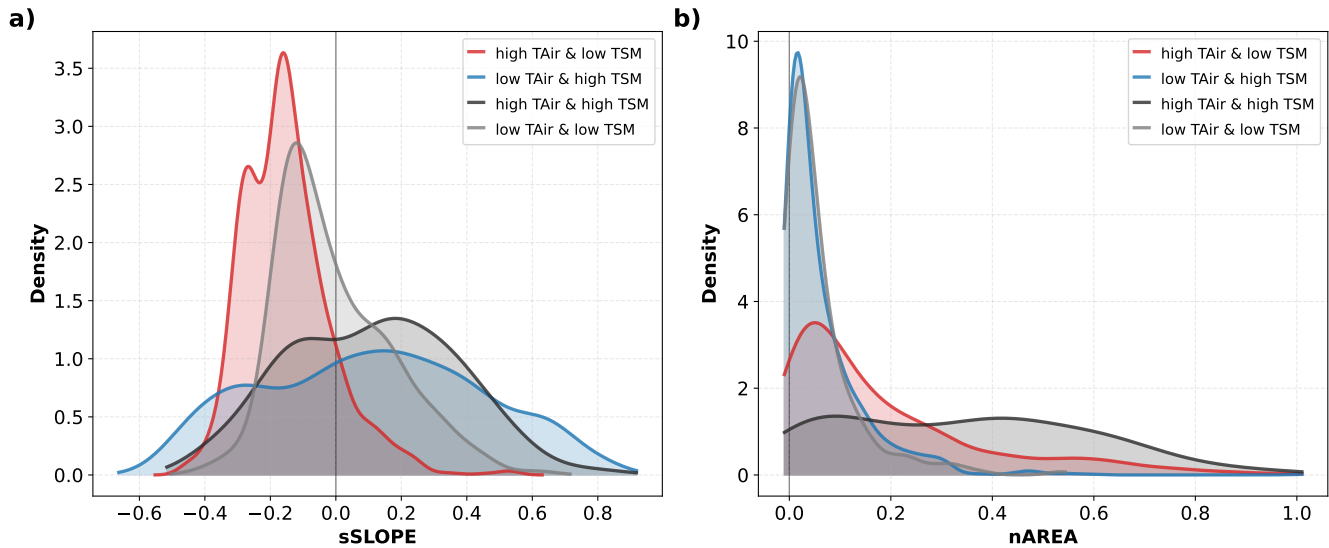 a)
Density
3.5
3.0
2.5
2.0
1.5
1.0
0.5
0.0
high TAir & low TSM
low TAir & high TSM
high TAir & high TSM
low TAir & low TSM
−0.6 −0.4 −0.2 0.0 0.2 0.4 0.6 0.8
sSLOPE
b)
Density
10
8
6
4
2
0
high TAir & low TSM
low TAir & high TSM
high TAir & high TSM
low TAir & low TSM
0.0 0.2 0.4 0.6 0.8 1.0
nAREA